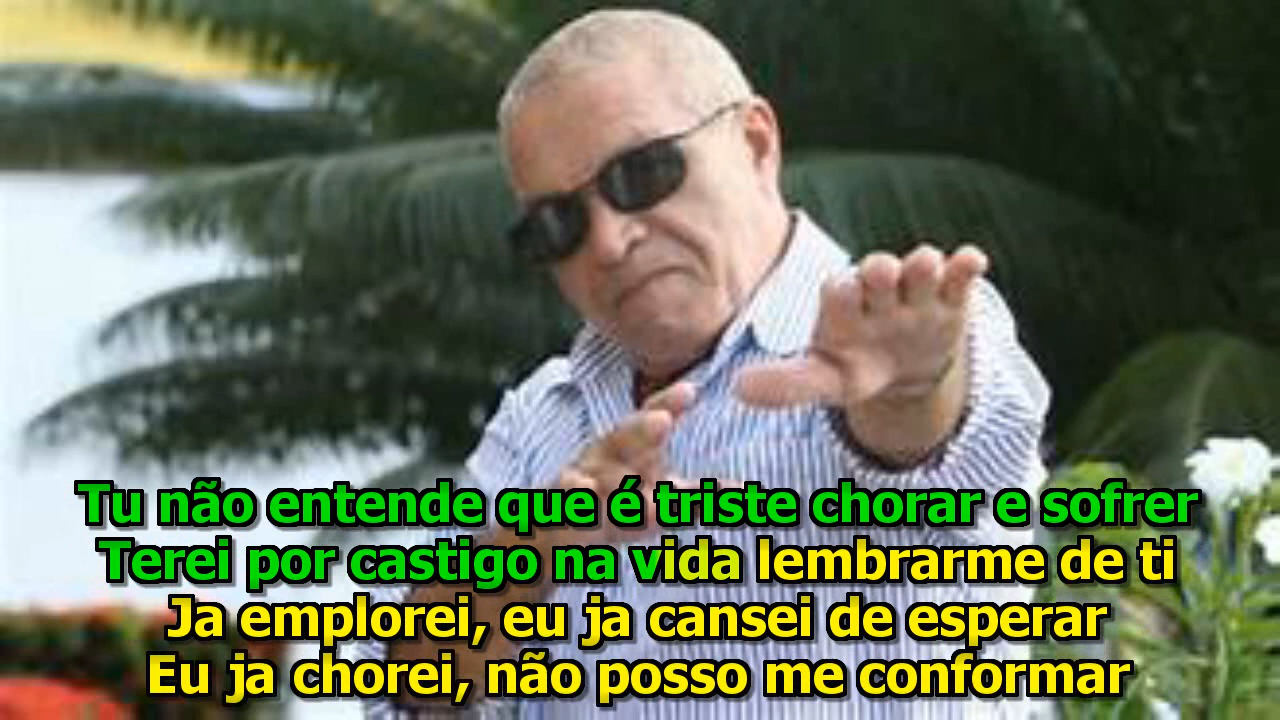 Tu não entende que é triste chorar e sofrer
Terei por castigo na vida lembrarme de ti
Ja emplorei, eu ja cansei de esperar
Eu ja chorei, não posso me conformar